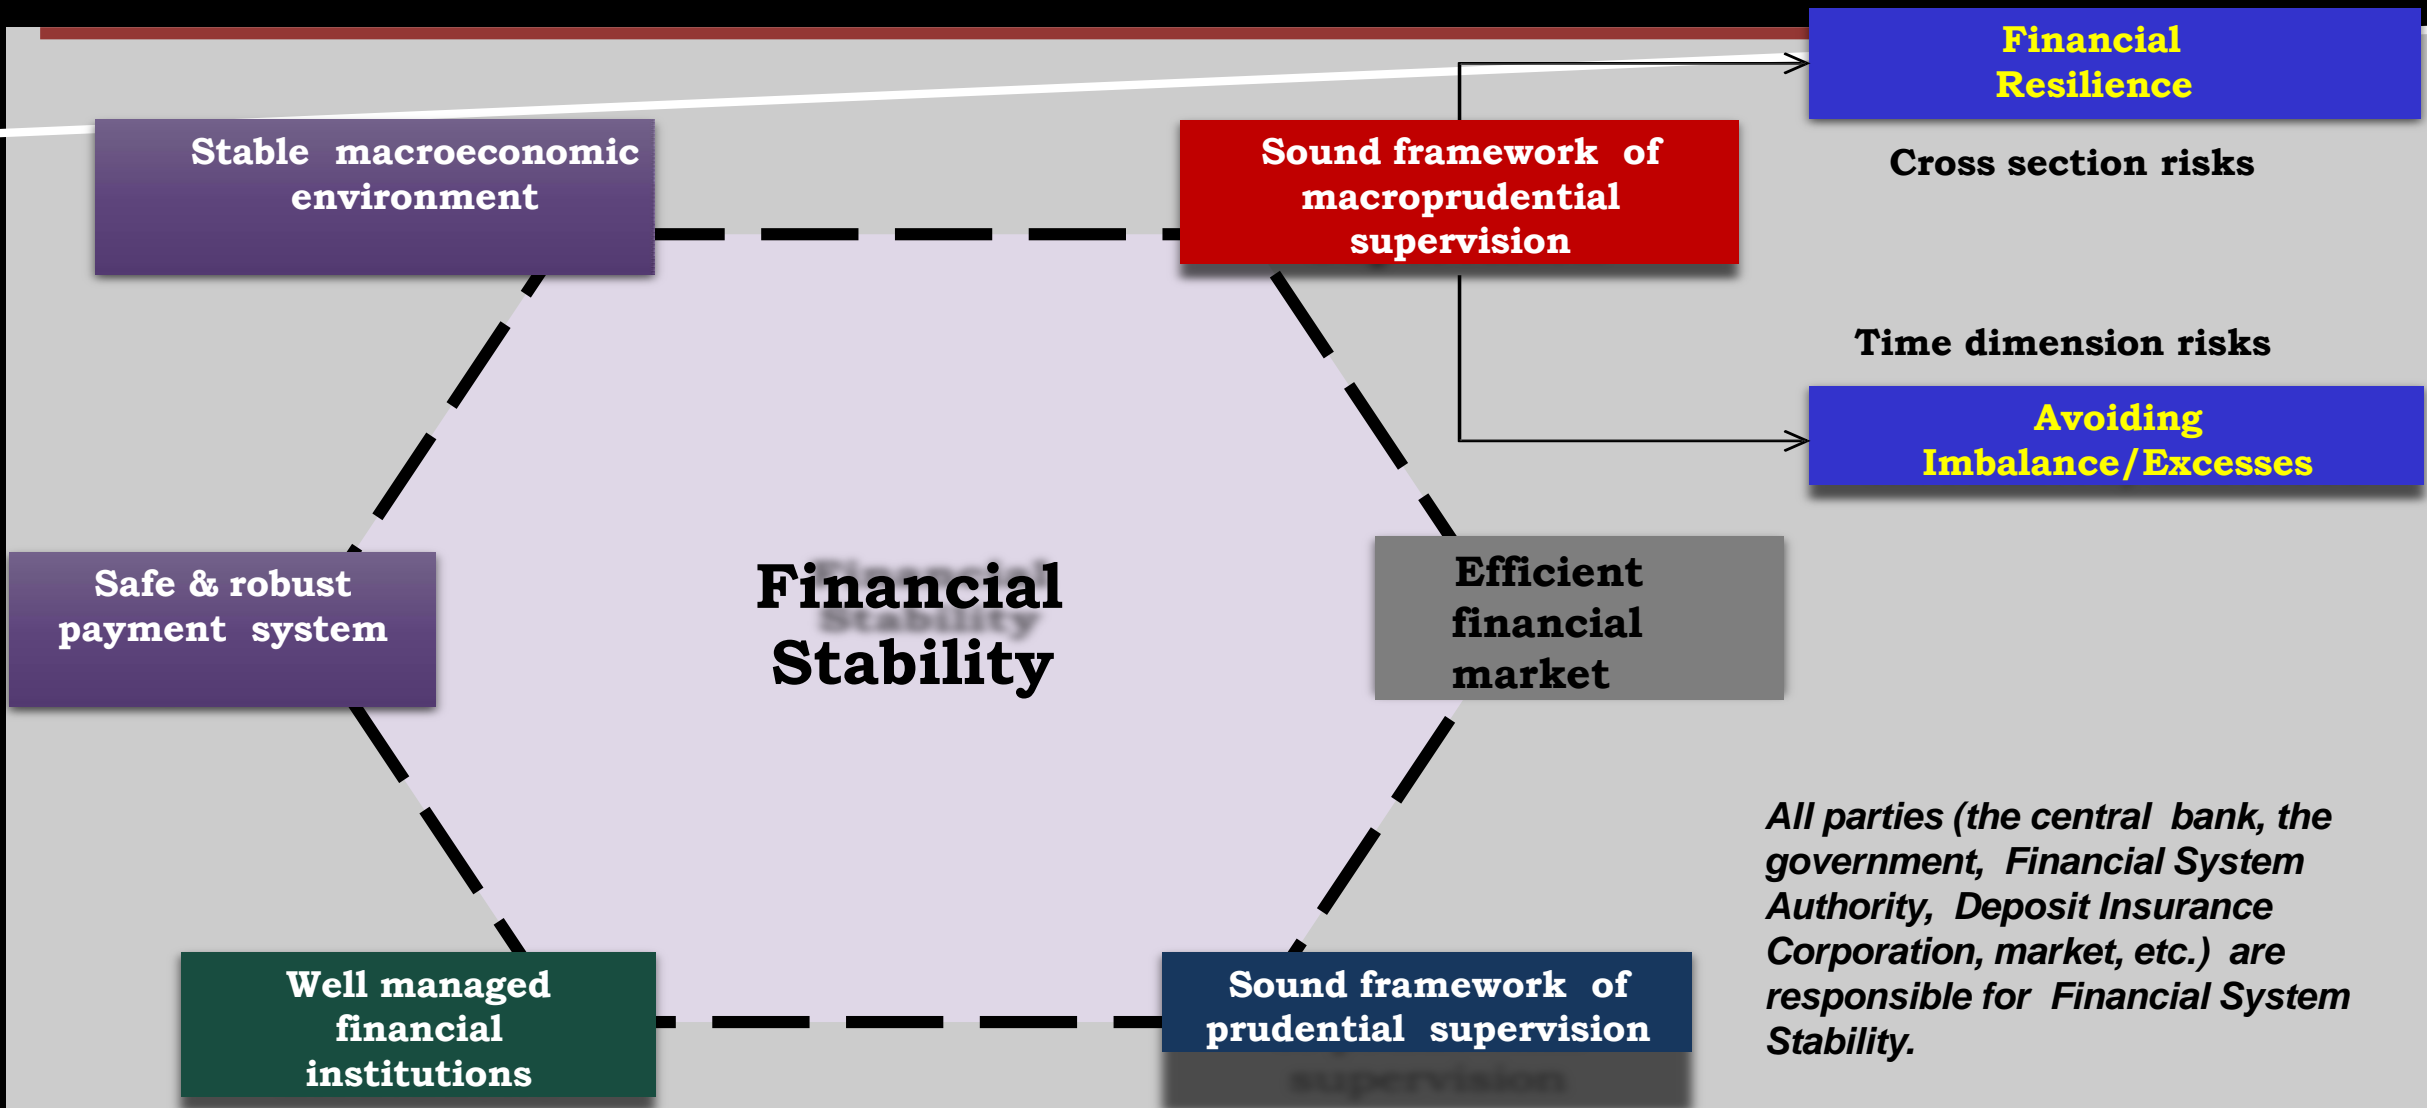 Financial
Resilience
Stable macroeconomic
environment
Sound framework of
macroprudential
supervision
Cross section risks
Time dimension risks
Avoiding
Imbalance/Excesses
Safe & robust
payment system
Financial
Stability
Efficient
financial
market
All parties (the central bank, the
government, Financial System
Authority, Deposit Insurance
Corporation, market, etc.) are
responsible for Financial System
Stability.
Well managed
financial
institutions
Sound framework of
prudential supervision